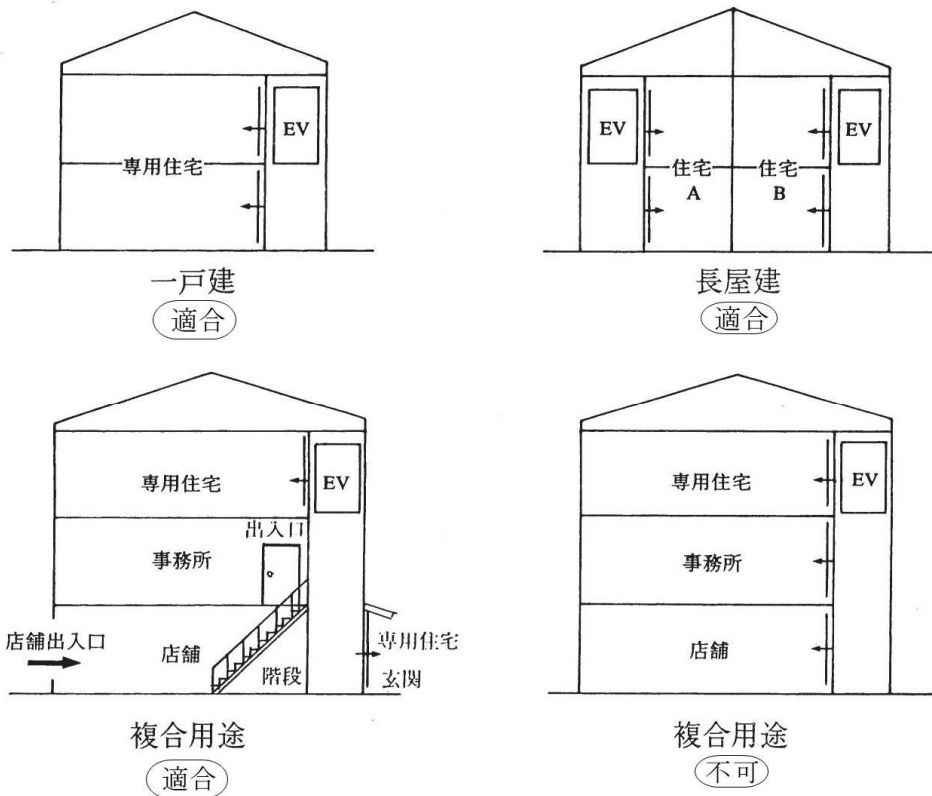 EV
専用住宅
一戸建
適合
EV
EV
住宅
A
住宅
B
長屋建
適合
専用住宅
EV
出入口
事務所
店舗出入口
店舗
階段
専用住宅
玄関
複合用途
適合
専用住宅
EV
事務所
店舗
複合用途
不可